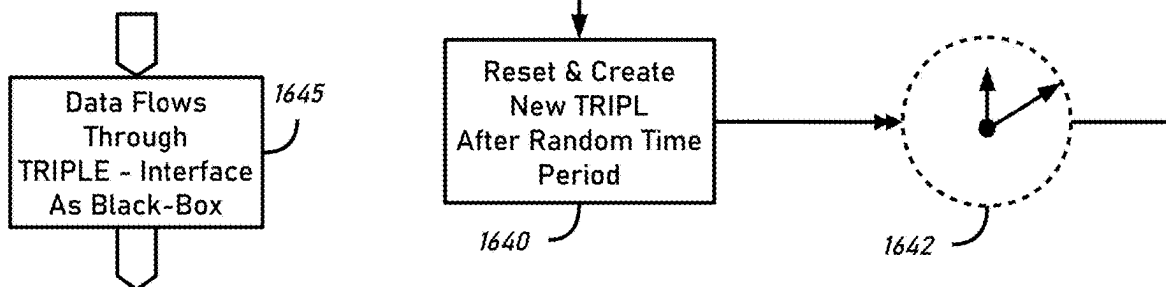 Data Flows
Through
TRIPLE - Interface
As Black-Box
1645
Reset & Create
New TRIPL
After Random Time
Period
1640
1642